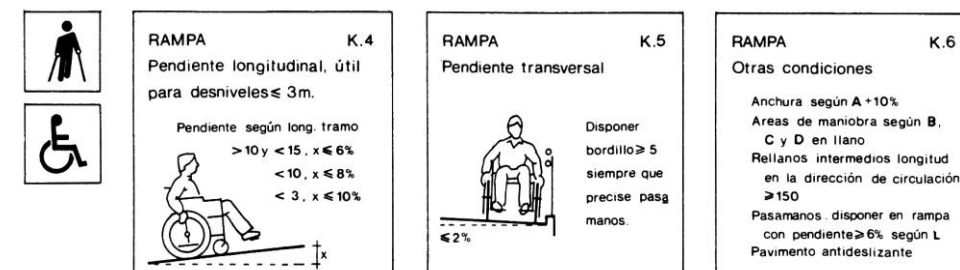 RAMPA K.4
Pendiente longitudinal, útil
para desniveles ≤ 3m.
Pendiente según long. tramo
>10 y < 15, x ≤ 6%
<10, x ≤ 8%
< 3, x ≤ 10%
x
RAMPA K.5
Pendiente transversal
Disponer
bordillo ≥ 5
siempre que
precise pasa
manos.
≤ 2%
RAMPA K.6
Otras condiciones
Anchura según A +10%
Areas de maniobra según B,
C y D en llano
Rellanos intermedios longitud
en la dirección de circulación
≥150
Pasamanos. disponer en rampa
con pendiente ≥ 6% según L
Pavimento antideslizante